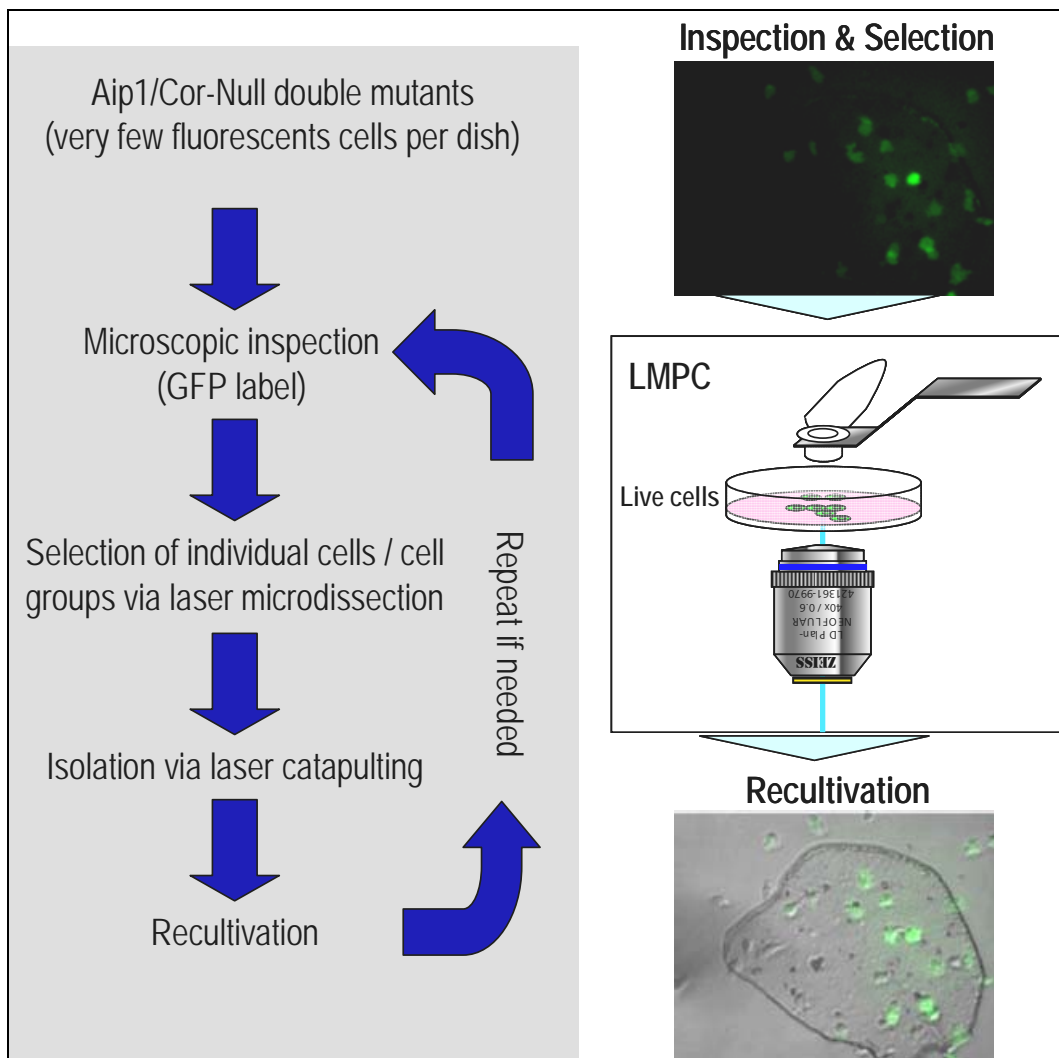 Aip1/Cor-Null double mutants
(very few fluorescents cells per dish)
Microscopic inspection
(GFP label)
Selection of individual cells / cell
groups via laser microdissection
Isolation via laser catapulting
Recultivation
Repeat if needed
Inspection & Selection
LMPC
Live cells
421361-9970
40x / 0.6
NEOFLUAR
LD Plan-
ZEISS
Recultivation